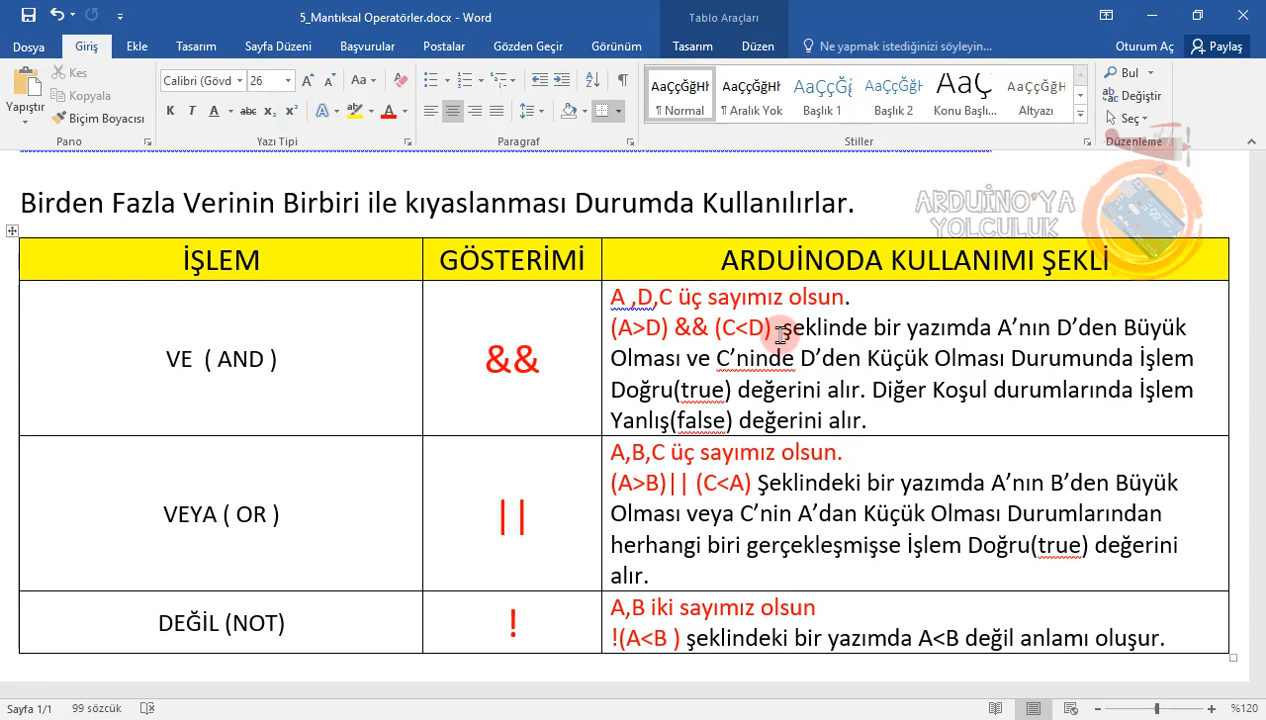 5_Mantıksal Operatörler.docx - Word
Tablo Araçları
Dosya Giriş Ekle Tasarım Sayfa Düzeni Başvurular Postalar Gözden Geçir Görünüm Tasarım Düzen Ne yapmak istediğinizi söyleyin... Oturum Aç Paylaş
Yapıştır
Kes
Kopyala
Biçim Boyacısı
Calibri (Gövd 26
K T A abc x₂ x²
AaÇçĞğHl AaÇçĞğHl AaÇçĞğ AaÇçĞğ AaÇ AaÇçĞğH
¶ Normal ¶ Aralık Yok Başlık 1 Başlık 2 Konu Başl... Altyazı
Bul
Değiştir
Seç
Pano Yazı Tipi Paragraf Stiller Düzenleme
ARDUİNO'YA
YOLCULUK
Birden Fazla Verinin Birbiri ile kıyaslanması Durumda Kullanılırlar.
İŞLEM GÖSTERİMİ ARDUİNODA KULLANIMI ŞEKLİ
VE ( AND )
&&
A ,D,C üç sayımız olsun.
(A>D) && (C<D) şeklinde bir yazımda A’nın D’den Büyük
Olması ve C’ninde D’den Küçük Olması Durumunda İşlem
Doğru(true) değerini alır. Diğer Koşul durumlarında İşlem
Yanlış(false) değerini alır.
VEYA ( OR )
||
A,B,C üç sayımız olsun.
(A>B)|| (C<A) Şeklindeki bir yazımda A’nın B’den Büyük
Olması veya C’nin A’dan Küçük Olması Durumlarından
herhangi biri gerçekleşmişse İşlem Doğru(true) değerini
alır.
DEĞİL (NOT)
!
A,B iki sayımız olsun
!(A<B ) şeklindeki bir yazımda A<B değil anlamı oluşur.
Sayfa 1/1 99 sözcük %120